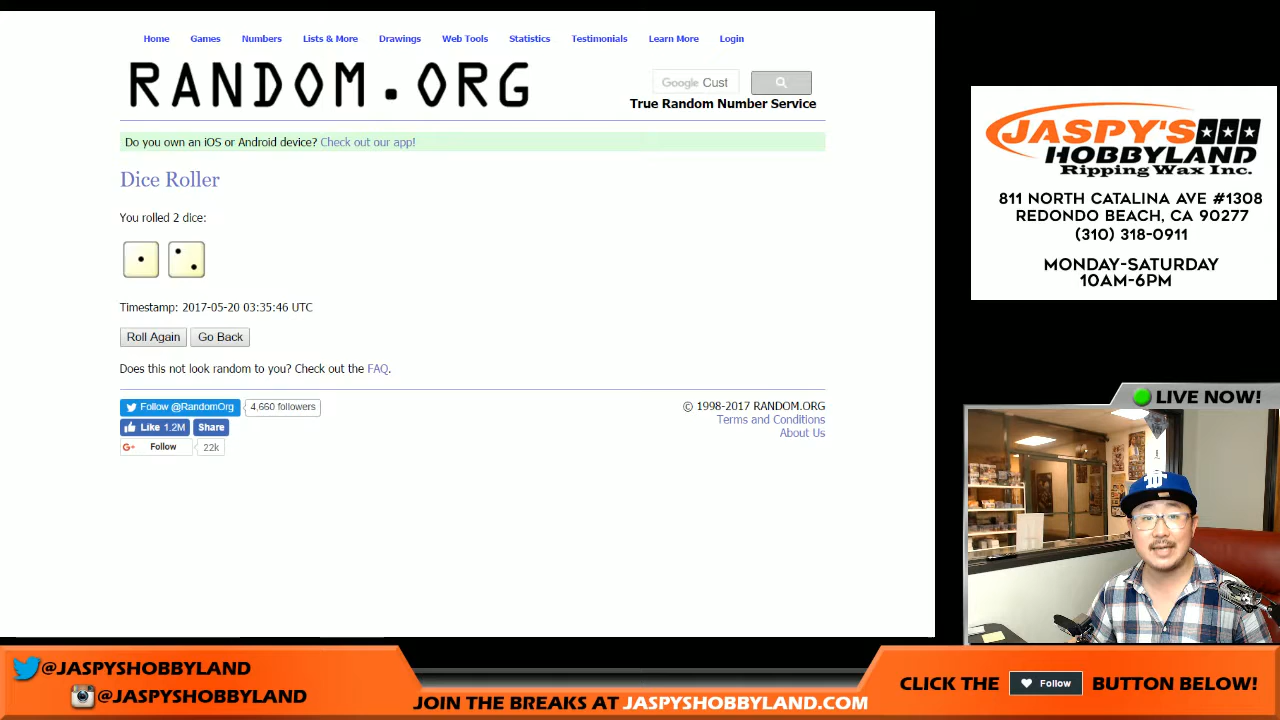 Home Games Numbers Lists & More Drawings Web Tools Statistics Testimonials Learn More Login
RANDOM.ORG
Google Cust
True Random Number Service
Do you own an iOS or Android device? Check out our app!
Dice Roller
You rolled 2 dice:
Timestamp: 2017-05-20 03:35:46 UTC
Roll Again Go Back
Does this not look random to you? Check out the FAQ.
Follow @RandomOrg 4,660 followers
Like 1.2M Share
G+ Follow 22k
© 1998-2017 RANDOM.ORG
Terms and Conditions
About Us
JASPY'S
HOBBYLAND
Ripping Wax Inc.
811 NORTH CATALINA AVE #1308
REDONDO BEACH, CA 90277
(310) 318-0911
MONDAY-SATURDAY
10AM-6PM
LIVE NOW!
@JASPYSHOBBYLAND
@JASPYSHOBBYLAND
JOIN THE BREAKS AT JASPYSHOBBYLAND.COM
CLICK THE Follow BUTTON BELOW!